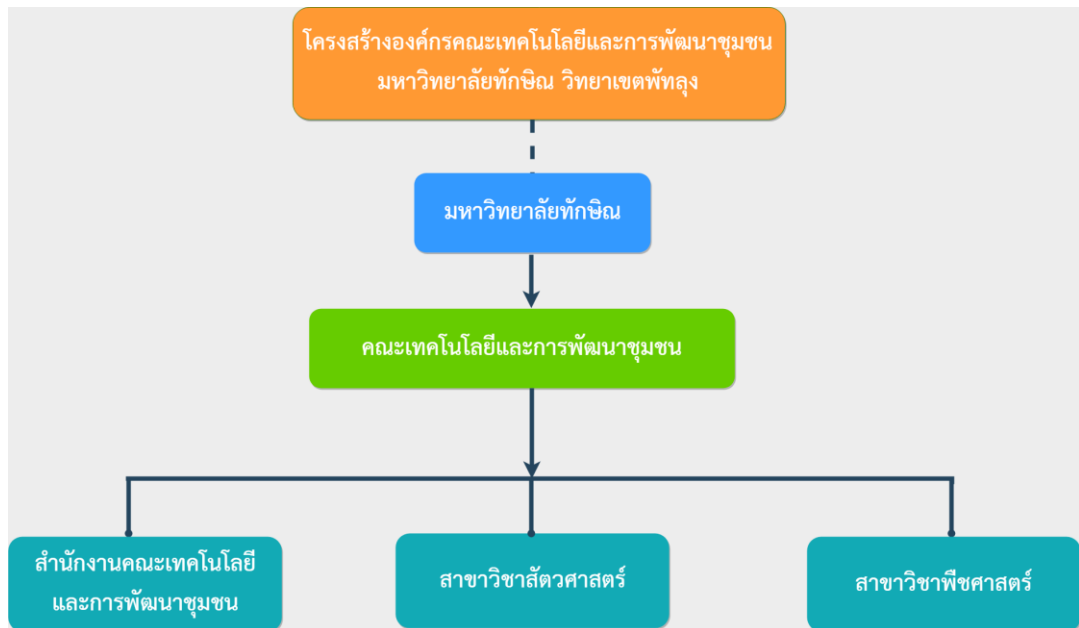 โครงสร้างองค์กรคณะเทคโนโลยีและการพัฒนาชุมชน
มหาวิทยาลัยทักษิณ วิทยาเขตพัทลุง
มหาวิทยาลัยทักษิณ
คณะเทคโนโลยีและการพัฒนาชุมชน
สำนักงานคณะเทคโนโลยี
และการพัฒนาชุมชน
สาขาวิชาสัตวศาสตร์
สาขาวิชาพืชศาสตร์